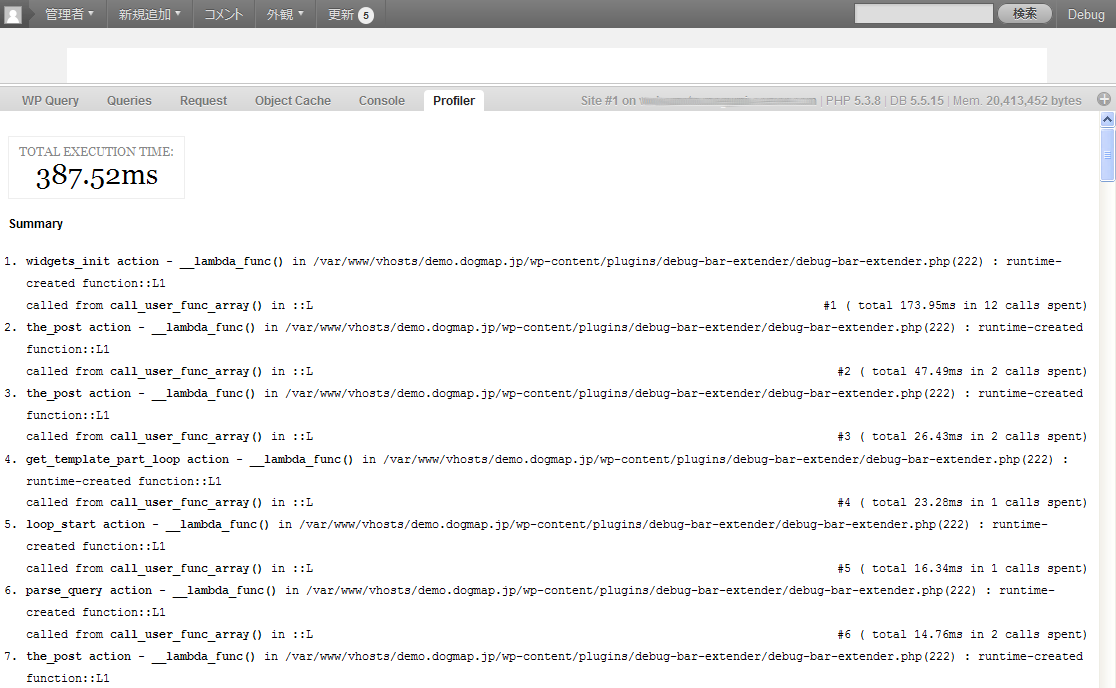 管理者 新規追加 コメント 外観 更新 5 検索 Debug
WP Query Queries Request Object Cache Console Profiler Site #1 on | PHP 5.3.8 | DB 5.5.15 | Mem. 20,413,452 bytes
TOTAL EXECUTION TIME:
387.52ms
Summary
1. widgets_init action - __lambda_func() in /var/www/vhosts/demo.dogmap.jp/wp-content/plugins/debug-bar-extender/debug-bar-extender.php(222) : runtime-
created function::L1
called from call_user_func_array() in ::L #1 ( total 173.95ms in 12 calls spent)
2. the_post action - __lambda_func() in /var/www/vhosts/demo.dogmap.jp/wp-content/plugins/debug-bar-extender/debug-bar-extender.php(222) : runtime-created
function::L1
called from call_user_func_array() in ::L #2 ( total 47.49ms in 2 calls spent)
3. the_post action - __lambda_func() in /var/www/vhosts/demo.dogmap.jp/wp-content/plugins/debug-bar-extender/debug-bar-extender.php(222) : runtime-created
function::L1
called from call_user_func_array() in ::L #3 ( total 26.43ms in 2 calls spent)
4. get_template_part_loop action - __lambda_func() in /var/www/vhosts/demo.dogmap.jp/wp-content/plugins/debug-bar-extender/debug-bar-extender.php(222) :
runtime-created function::L1
called from call_user_func_array() in ::L #4 ( total 23.28ms in 1 calls spent)
5. loop_start action - __lambda_func() in /var/www/vhosts/demo.dogmap.jp/wp-content/plugins/debug-bar-extender/debug-bar-extender.php(222) : runtime-
created function::L1
called from call_user_func_array() in ::L #5 ( total 16.34ms in 1 calls spent)
6. parse_query action - __lambda_func() in /var/www/vhosts/demo.dogmap.jp/wp-content/plugins/debug-bar-extender/debug-bar-extender.php(222) : runtime-
created function::L1
called from call_user_func_array() in ::L #6 ( total 14.76ms in 2 calls spent)
7. the_post action - __lambda_func() in /var/www/vhosts/demo.dogmap.jp/wp-content/plugins/debug-bar-extender/debug-bar-extender.php(222) : runtime-created
function::L1